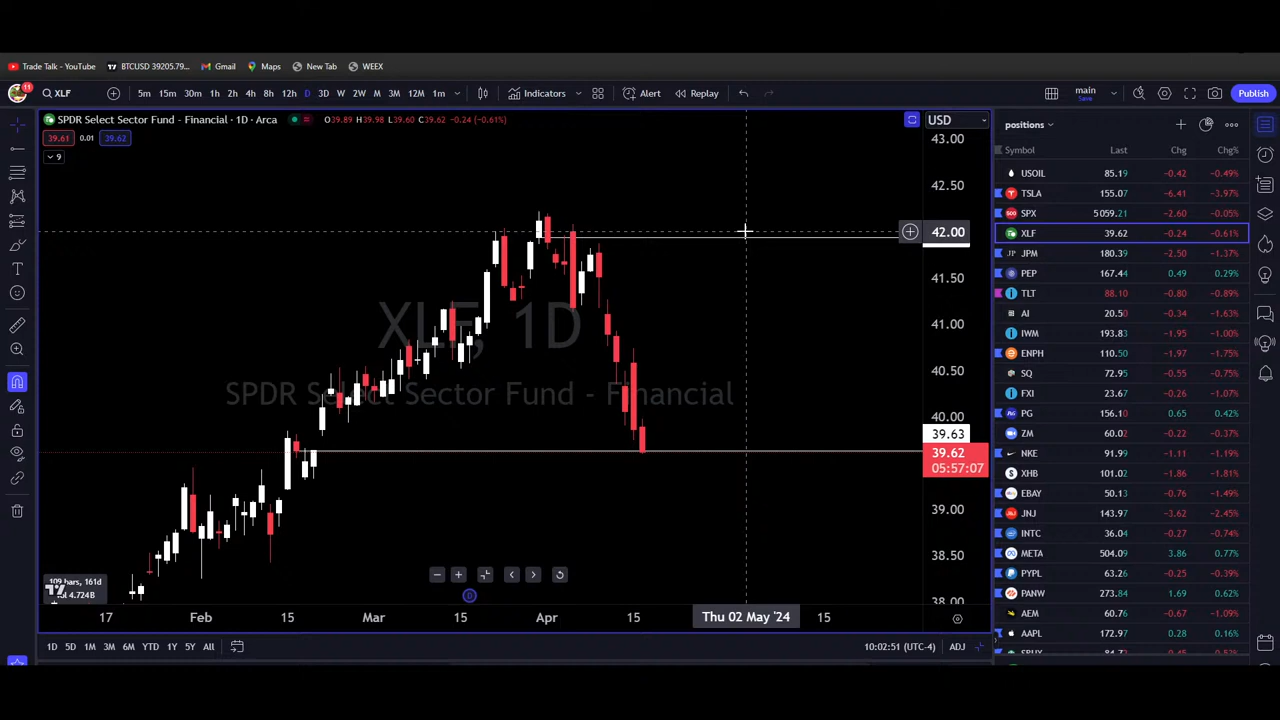 Trade Talk - YouTube BTCUSD 39205.79... Gmail Maps New Tab WEEX
11 XLF 5m 15m 30m 1h 2h 4h 8h 12h D 3D W 2W M 3M 12M 1m Indicators Alert Replay main Save Publish
SPDR Select Sector Fund - Financial · 1D · Arca O39.89 H39.98 L39.60 C39.62 −0.24 (−0.61%) USD
39.61 0.01 39.62
9
43.00
42.50
42.00
41.50
41.00
40.50
40.00
39.63
39.62
05:57:07
39.00
38.50
38.00
XLF, 1D
SPDR Select Sector Fund - Financial
109 bars, 161d
4.724B
D
17 Feb 15 Mar 15 Apr 15 Thu 02 May '24 15
1D 5D 1M 3M 6M YTD 1Y 5Y All 10:02:51 (UTC-4) ADJ
positions
Symbol Last Chg Chg%
USOIL 85.19 −0.42 −0.49%
TSLA 155.07 −6.41 −3.97%
500 SPX 5059.21 −2.60 −0.05%
XLF 39.62 −0.24 −0.61%
JPM 180.39 −2.50 −1.37%
PEP 167.44 0.49 0.29%
TLT 88.10 −0.80 −0.89%
AI 20.50 −0.34 −1.63%
IWM 193.83 −1.95 −1.00%
ENPH 110.50 −1.97 −1.75%
SQ 72.95 −0.55 −0.75%
FXI 23.67 −0.26 −1.07%
PG 156.10 0.65 0.42%
ZM 60.02 −0.22 −0.37%
NKE 91.99 −1.11 −1.19%
XHB 101.02 −1.86 −1.81%
EBAY 50.13 −0.76 −1.49%
JNJ 143.97 −3.62 −2.45%
INTC 36.04 −0.27 −0.74%
META 504.09 3.86 0.77%
PYPL 63.26 −0.25 −0.39%
PANW 273.84 1.69 0.62%
AEM 60.76 −0.67 −1.09%
AAPL 172.97 0.28 0.16%